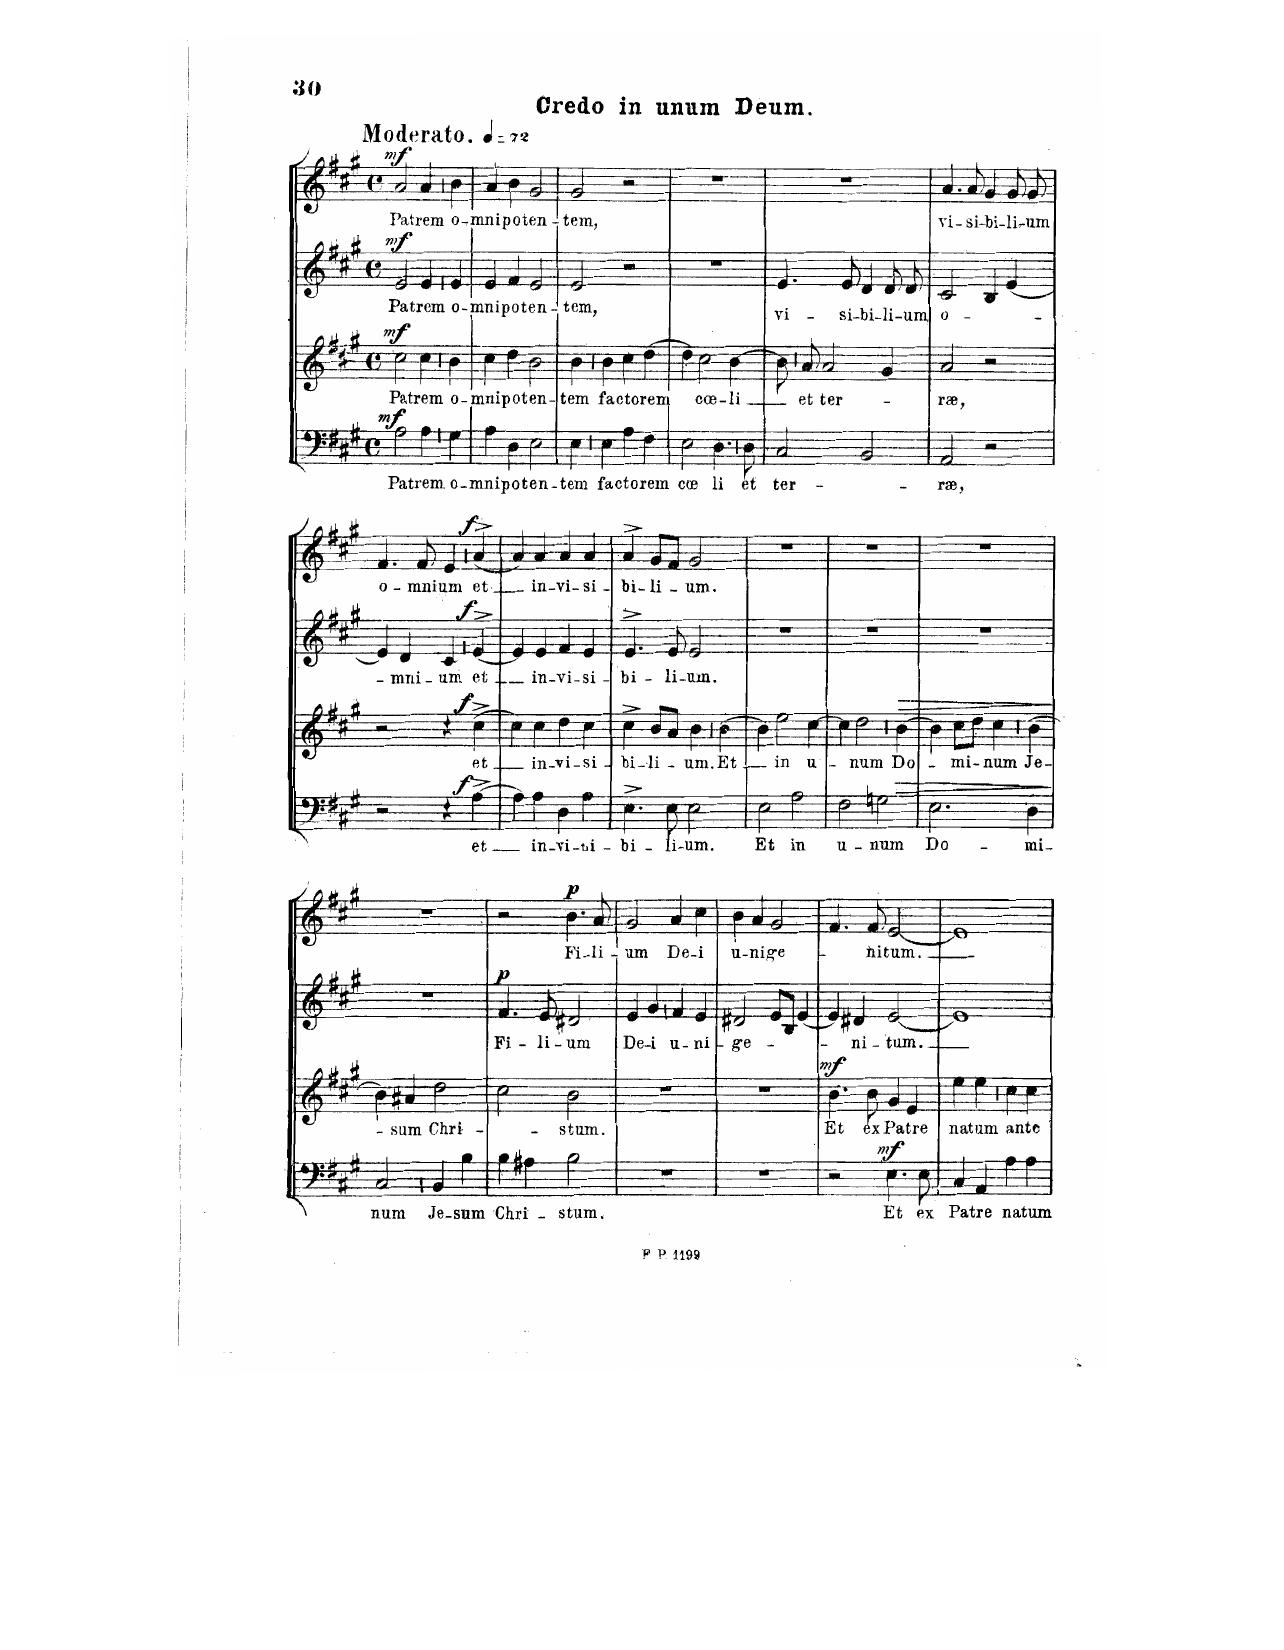 30
Credo in unum Deum.
Moderato. ♩= 72
mf
Patrem o-mnipoten-tem, vi-si-bi-li-um
mf
Patrem o-mnipoten-tem, vi - si-bi-li-um o - -
mf
Patrem o-mnipoten-tem factorem cœ-li et ter - ræ,
mf
Patrem o-mnipoten-tem factorem cœ li et ter - - ræ,
f
o-mnium et in-vi-si-bi-li-um.
f
-mni-um et in-vi-si-bi-li-um.
f
et in-vi-si-bi-li-um. Et in u-num Do-mi-num Je-
f
et in-vi-si-bi-li-um. Et in u-num Do - mi-
p
Fi-li-um De-i u-nige - nitum.
p
Fi-li-um De-i u-ni-ge - - ni-tum.
mf
-sum Chri - - stum. Et ex Patre natum ante
mf
num Je-sum Chri - stum. Et ex Patre natum
F P. 1199